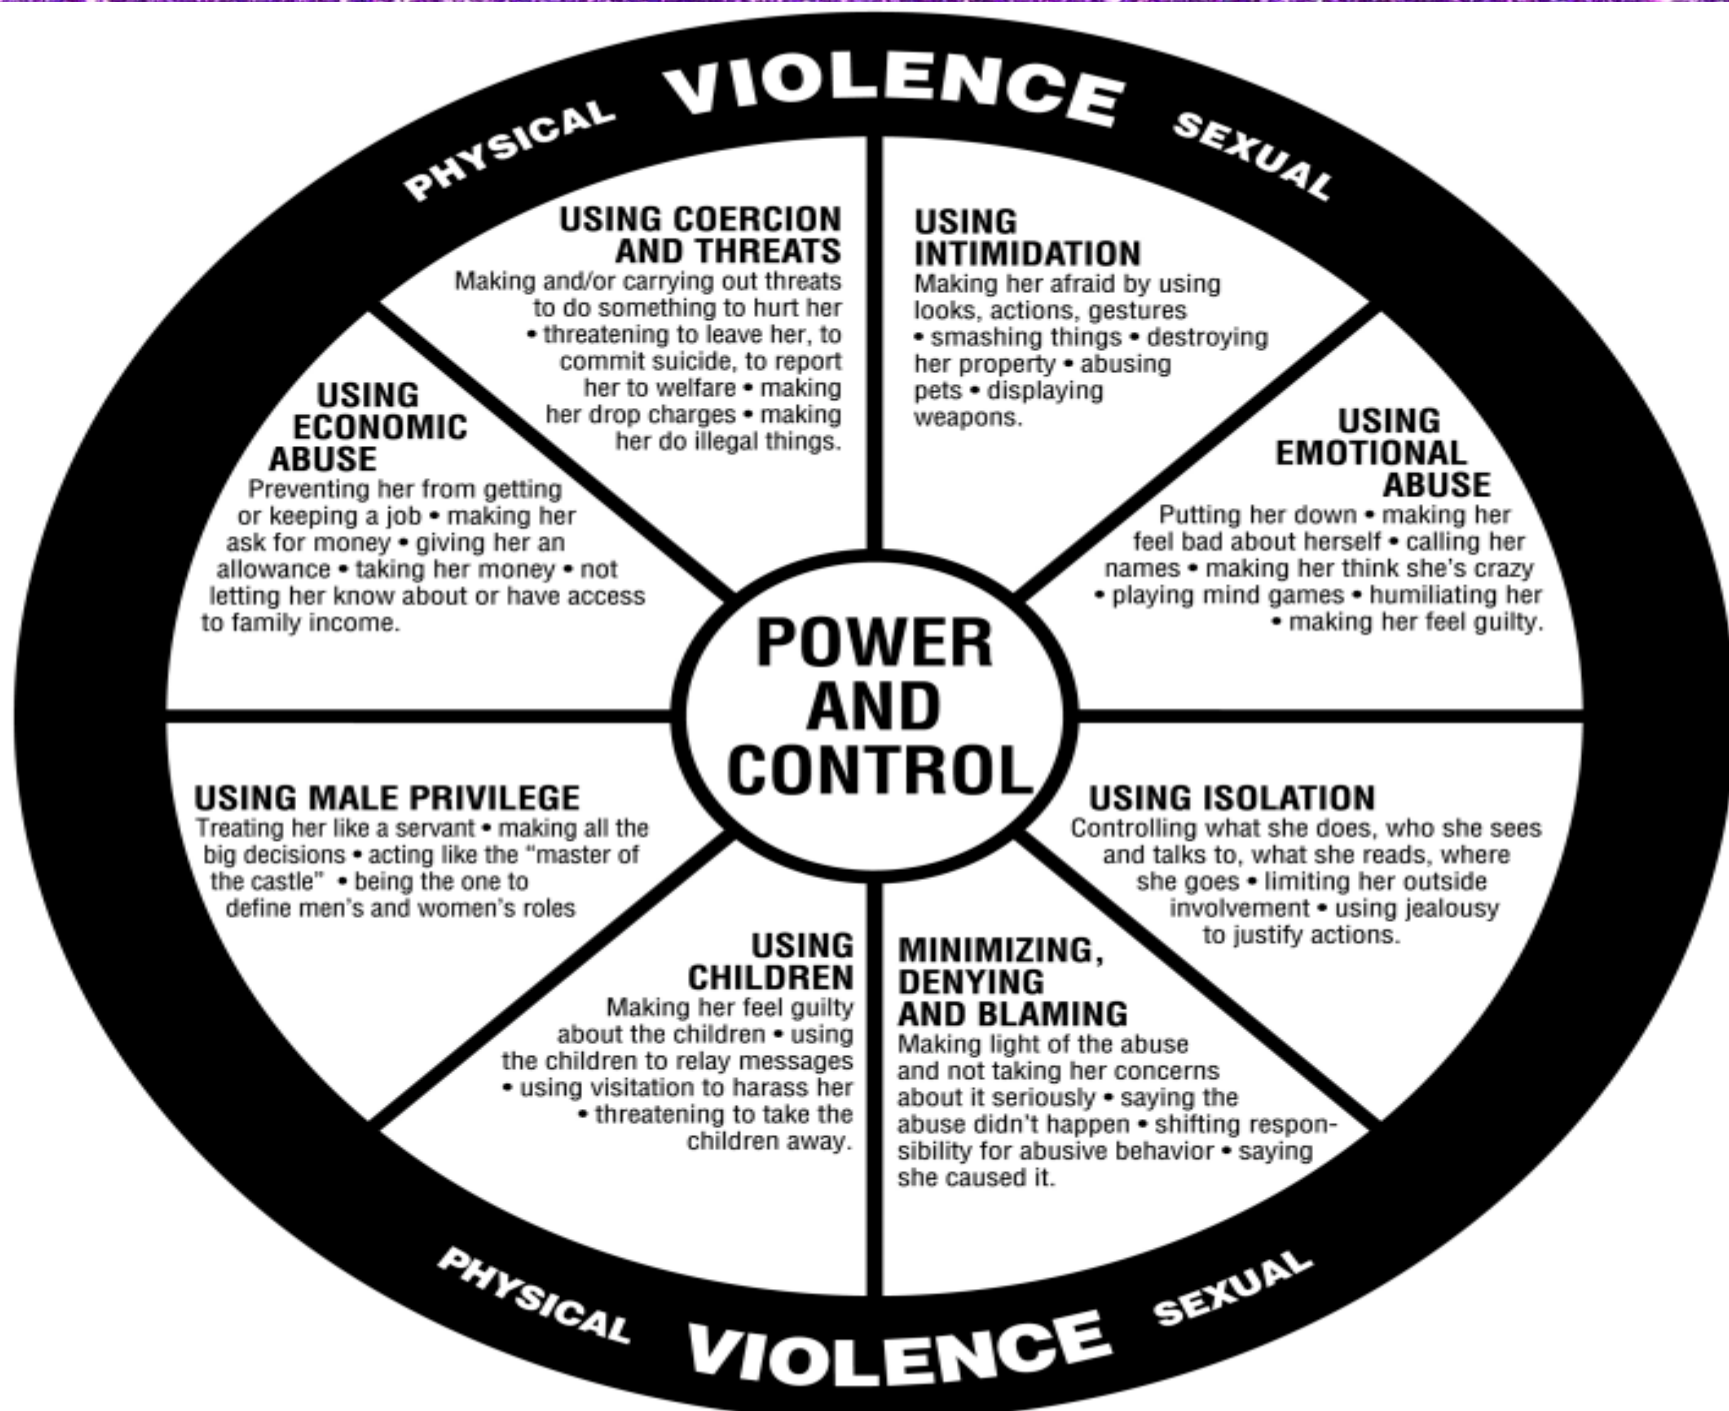 PHYSICAL VIOLENCE SEXUAL
USING COERCION
AND THREATS
Making and/or carrying out threats
to do something to hurt her
• threatening to leave her, to
commit suicide, to report
her to welfare • making
her drop charges • making
her do illegal things.
USING
INTIMIDATION
Making her afraid by using
looks, actions, gestures
• smashing things • destroying
her property • abusing
pets • displaying
weapons.
USING
EMOTIONAL
ABUSE
Putting her down • making her
feel bad about herself • calling her
names • making her think she's crazy
• playing mind games • humiliating her
• making her feel guilty.
USING ISOLATION
Controlling what she does, who she sees
and talks to, what she reads, where
she goes • limiting her outside
involvement • using jealousy
to justify actions.
MINIMIZING,
DENYING
AND BLAMING
Making light of the abuse
and not taking her concerns
about it seriously • saying the
abuse didn't happen • shifting respon-
sibility for abusive behavior • saying
she caused it.
USING
CHILDREN
Making her feel guilty
about the children • using
the children to relay messages
• using visitation to harass her
• threatening to take the
children away.
USING MALE PRIVILEGE
Treating her like a servant • making all the
big decisions • acting like the “master of
the castle” • being the one to
define men's and women's roles
USING
ECONOMIC
ABUSE
Preventing her from getting
or keeping a job • making her
ask for money • giving her an
allowance • taking her money • not
letting her know about or have access
to family income.
POWER
AND
CONTROL
PHYSICAL VIOLENCE SEXUAL